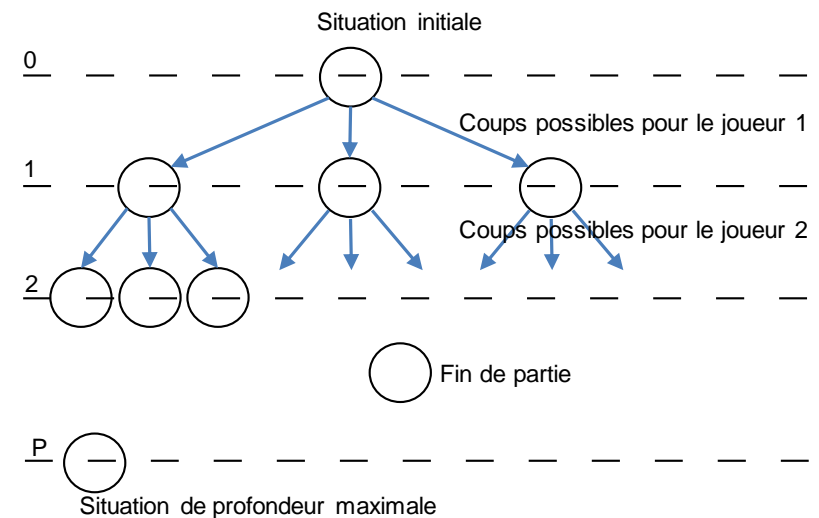 Situation initiale
0
Coups possibles pour le joueur 1
1
Coups possibles pour le joueur 2
2
Fin de partie
P
Situation de profondeur maximale